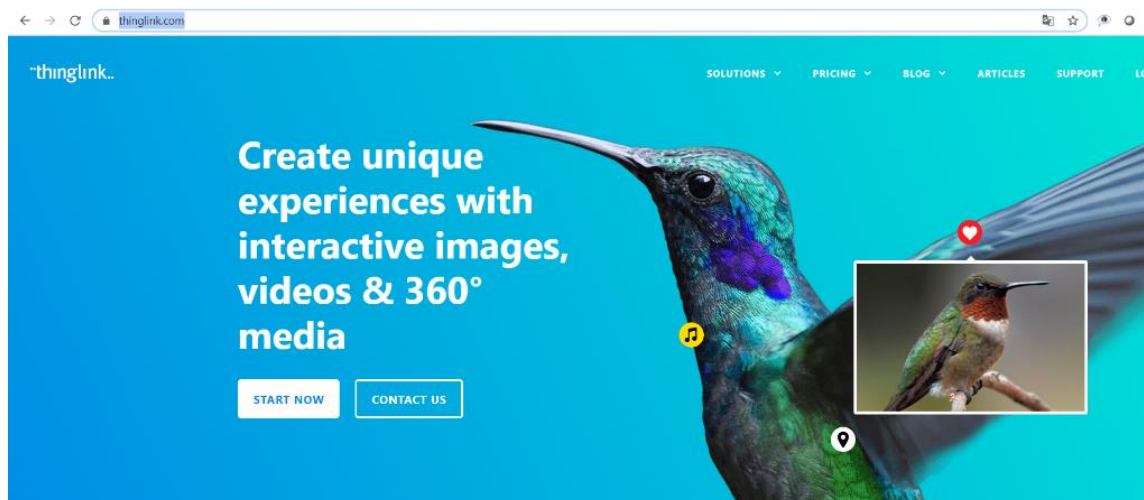 thinglink.com
thinglink..
SOLUTIONS PRICING BLOG ARTICLES SUPPORT
Create unique
experiences with
interactive images,
videos & 360°
media
START NOW CONTACT US